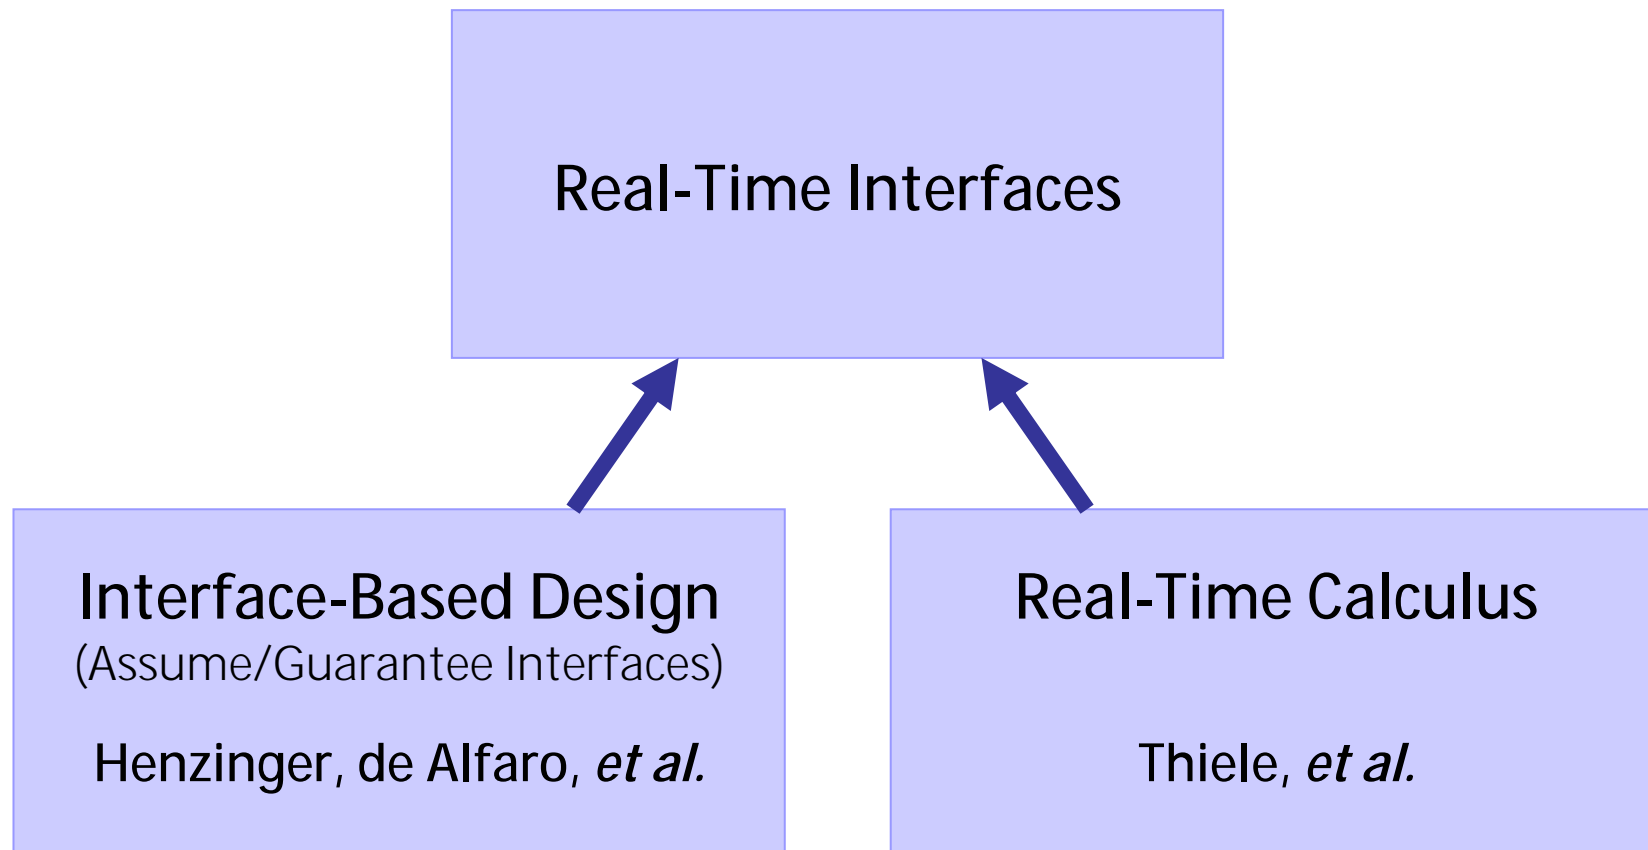 Real-Time Interfaces
Interface-Based Design
(Assume/Guarantee Interfaces)
Henzinger, de Alfaro, et al.
Real-Time Calculus
Thiele, et al.